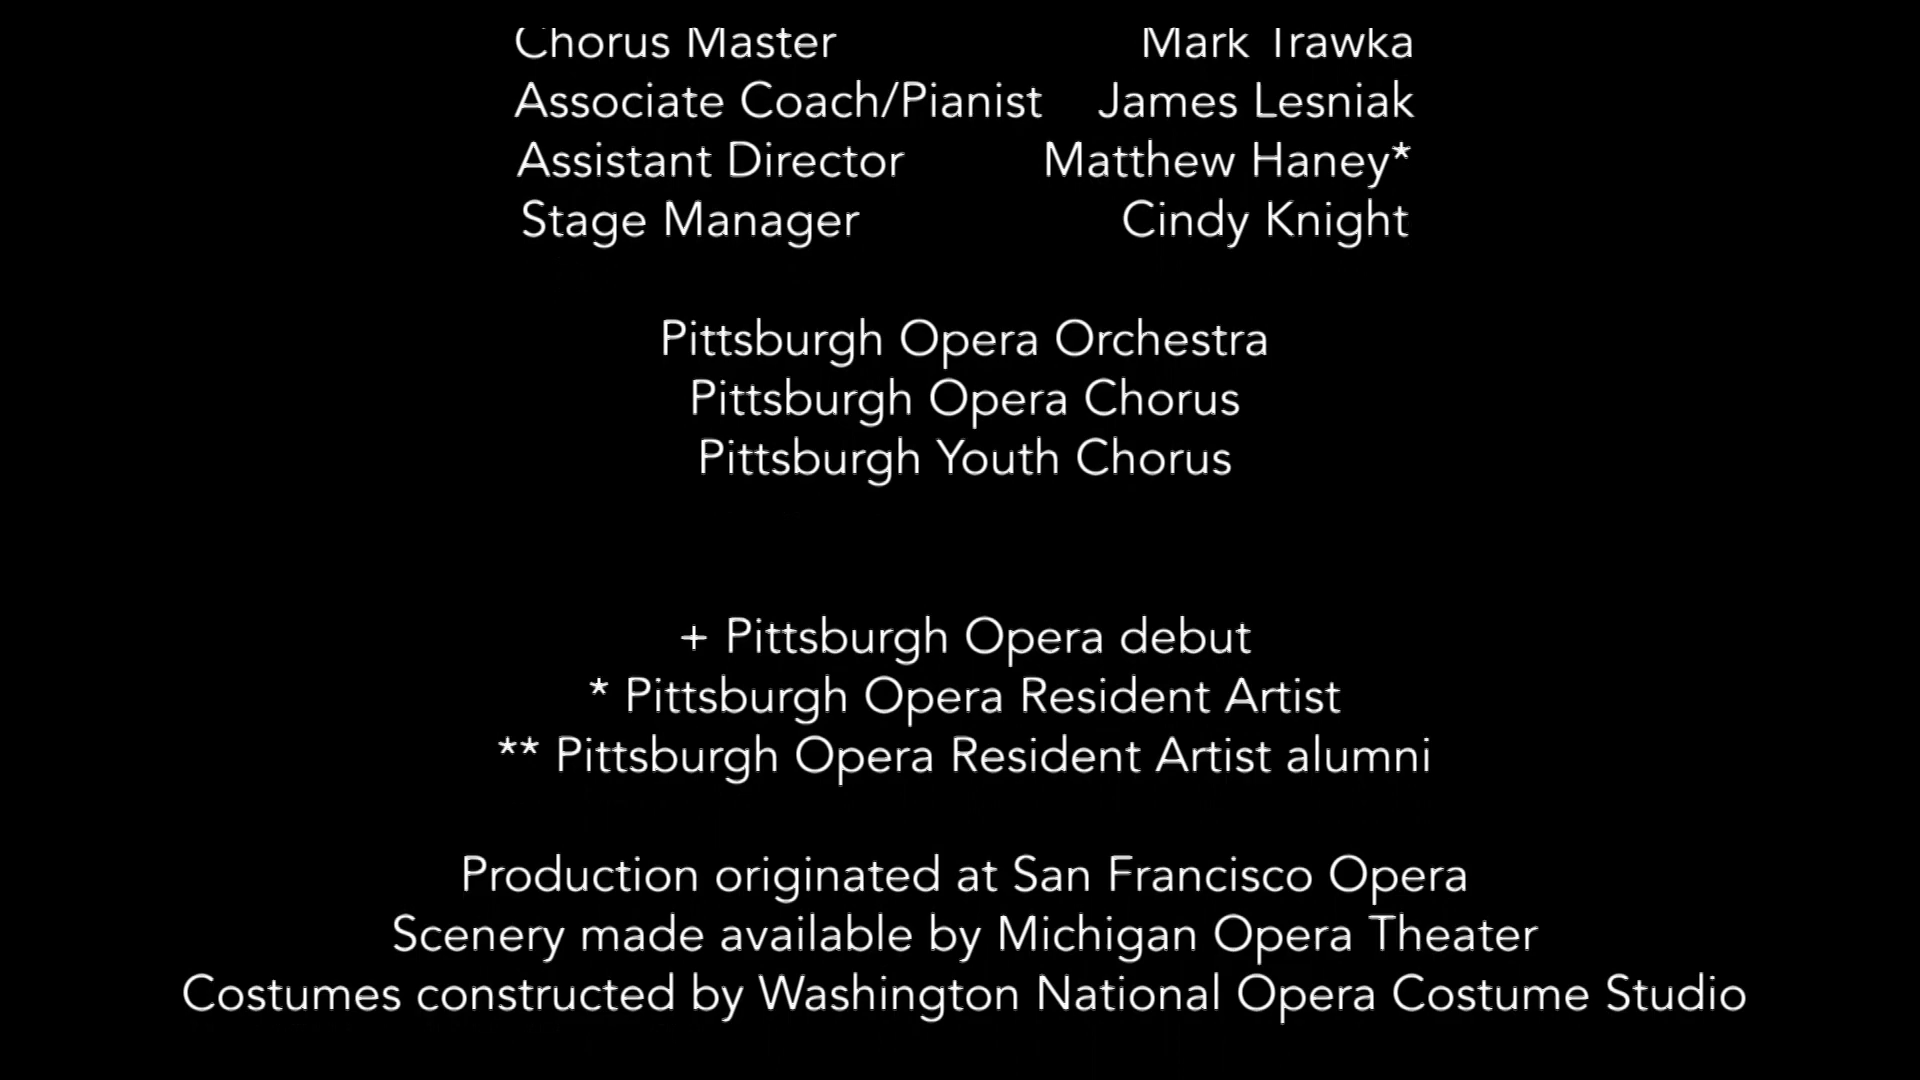 Chorus Master Mark Trawka
Associate Coach/Pianist James Lesniak
Assistant Director Matthew Haney*
Stage Manager Cindy Knight
Pittsburgh Opera Orchestra
Pittsburgh Opera Chorus
Pittsburgh Youth Chorus
+ Pittsburgh Opera debut
* Pittsburgh Opera Resident Artist
** Pittsburgh Opera Resident Artist alumni
Production originated at San Francisco Opera
Scenery made available by Michigan Opera Theater
Costumes constructed by Washington National Opera Costume Studio